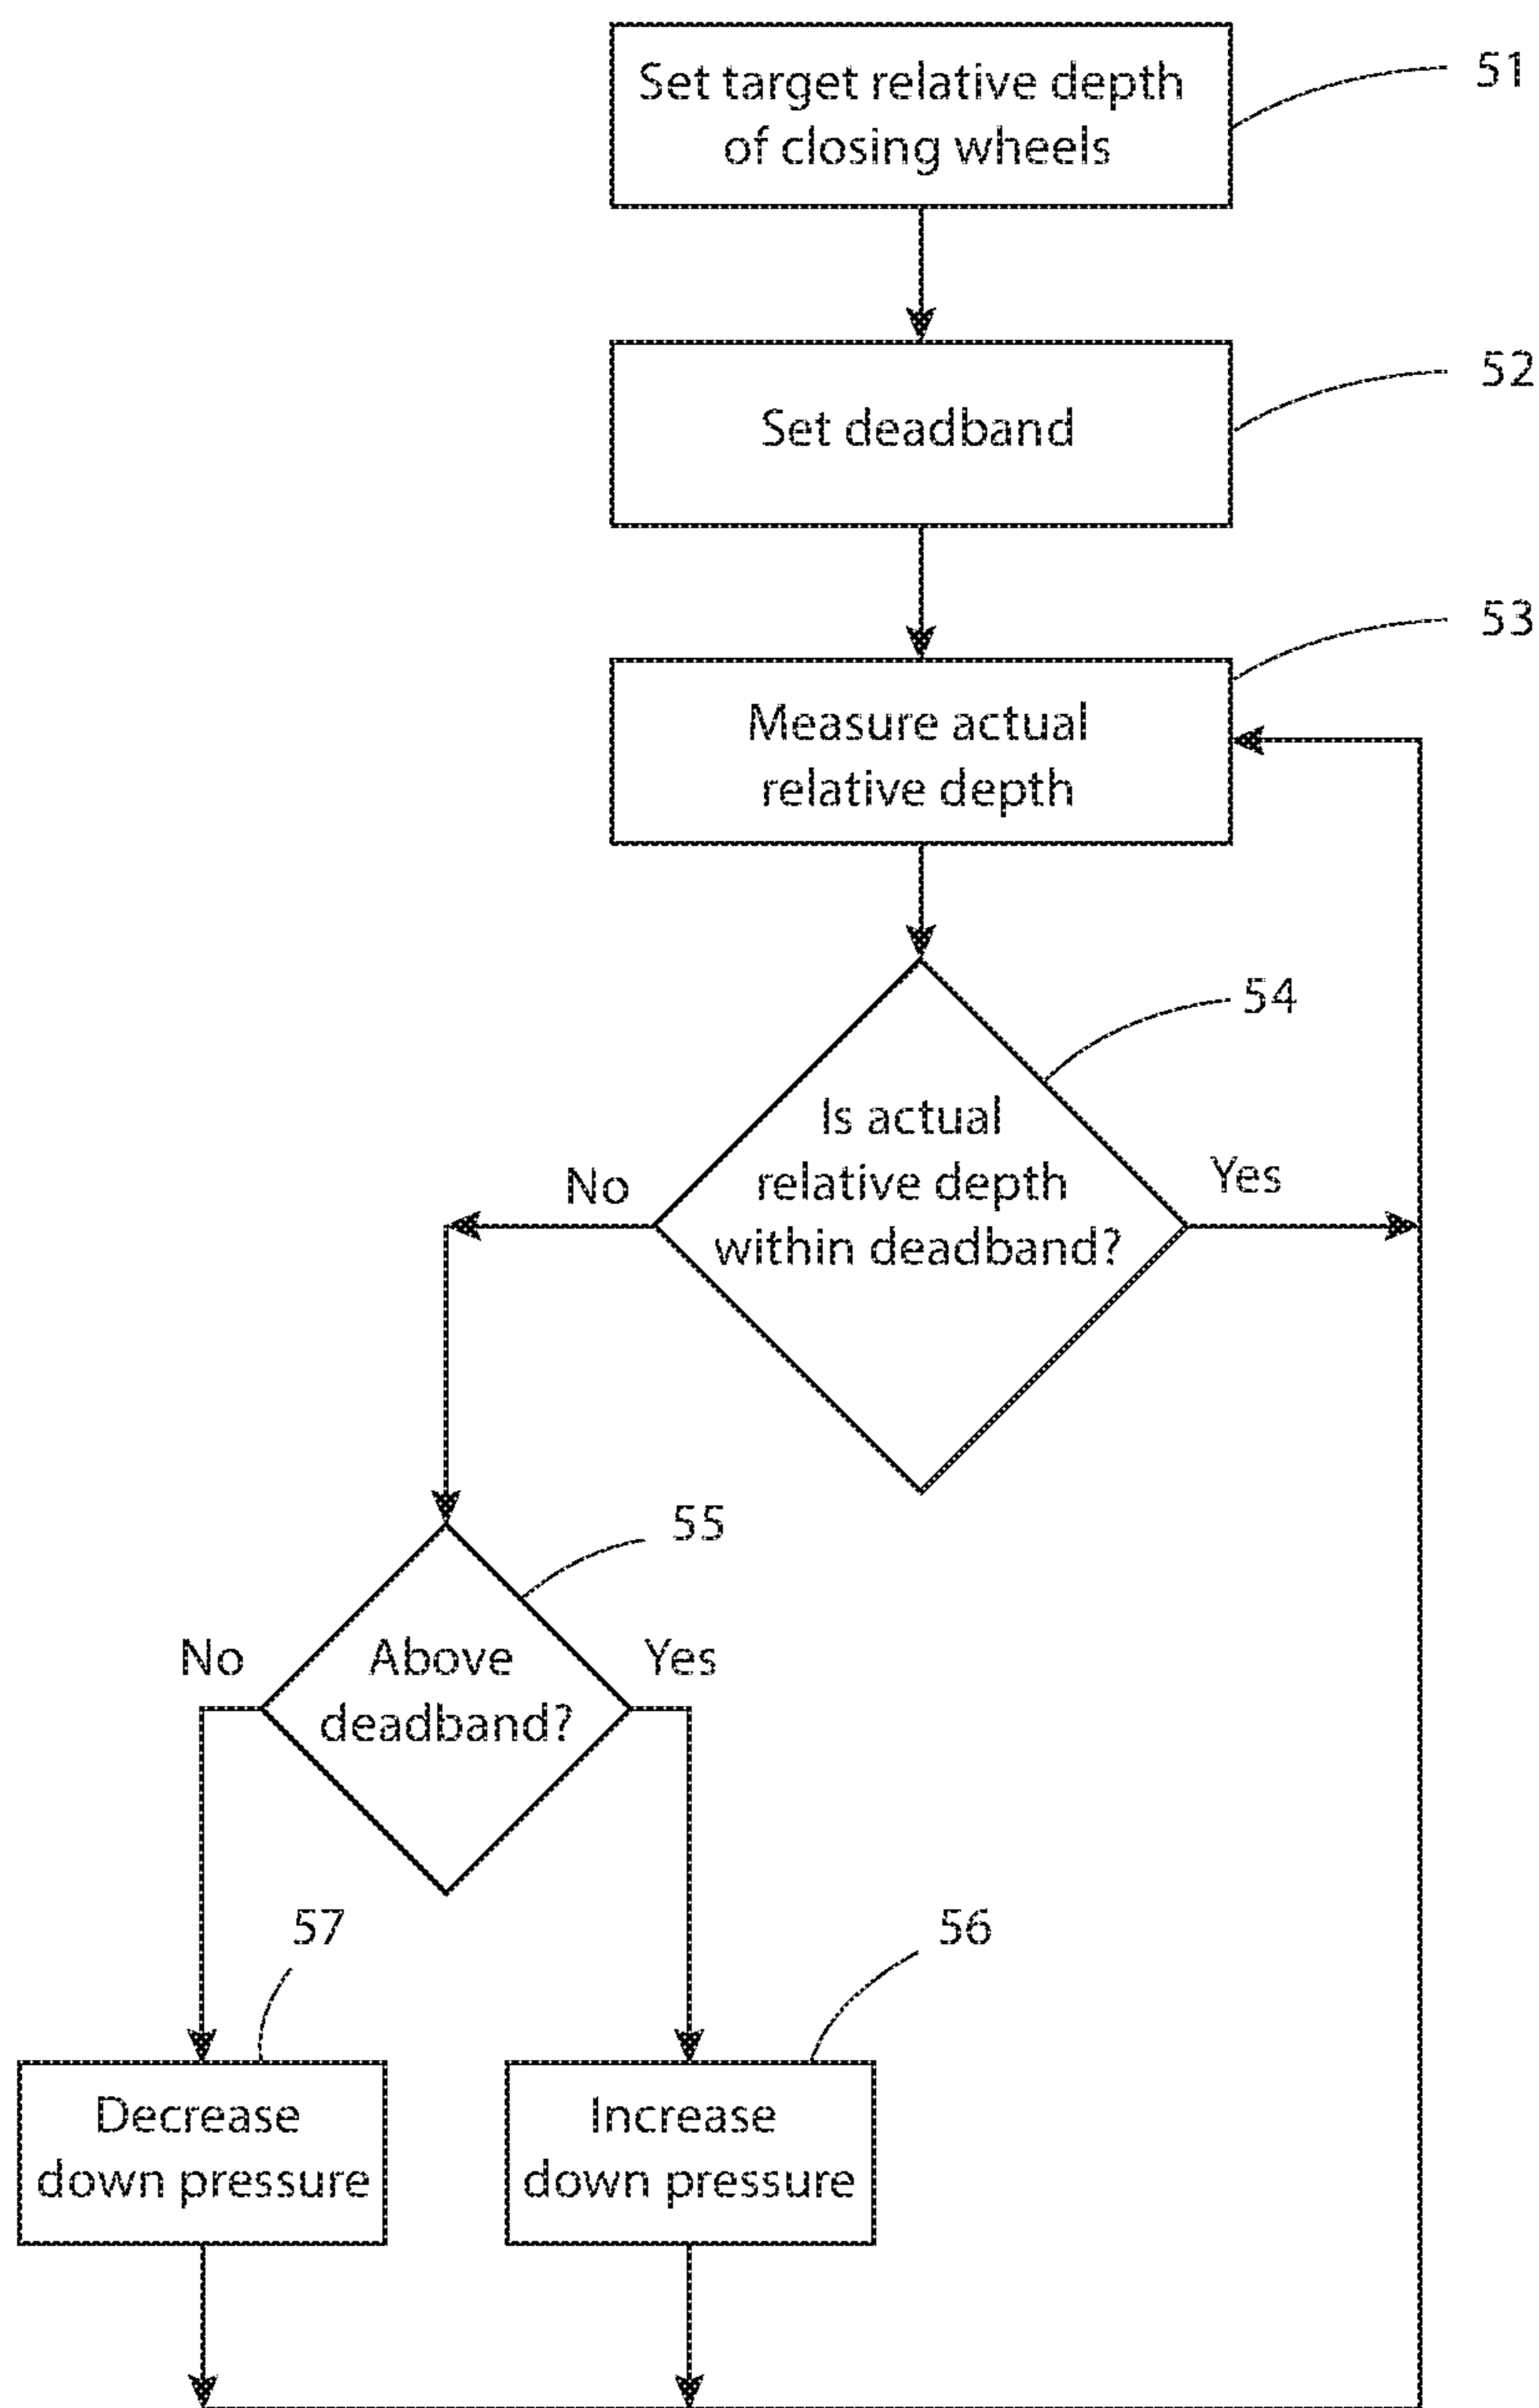 Set target relative depth
of closing wheels
51
Set deadband
52
53
Measure actual
relative depth
54
Is actual
relative depth
within deadband?
No
Yes
55
Above
deadband?
No
Yes
57
56
Decrease
down pressure
Increase
down pressure